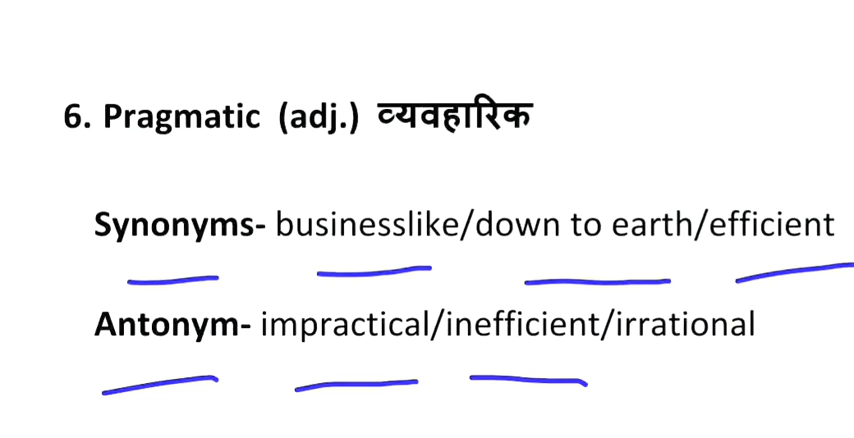 6. Pragmatic (adj.) व्यवहारिक
Synonyms- businesslike/down to earth/efficient
Antonym- impractical/inefficient/irrational